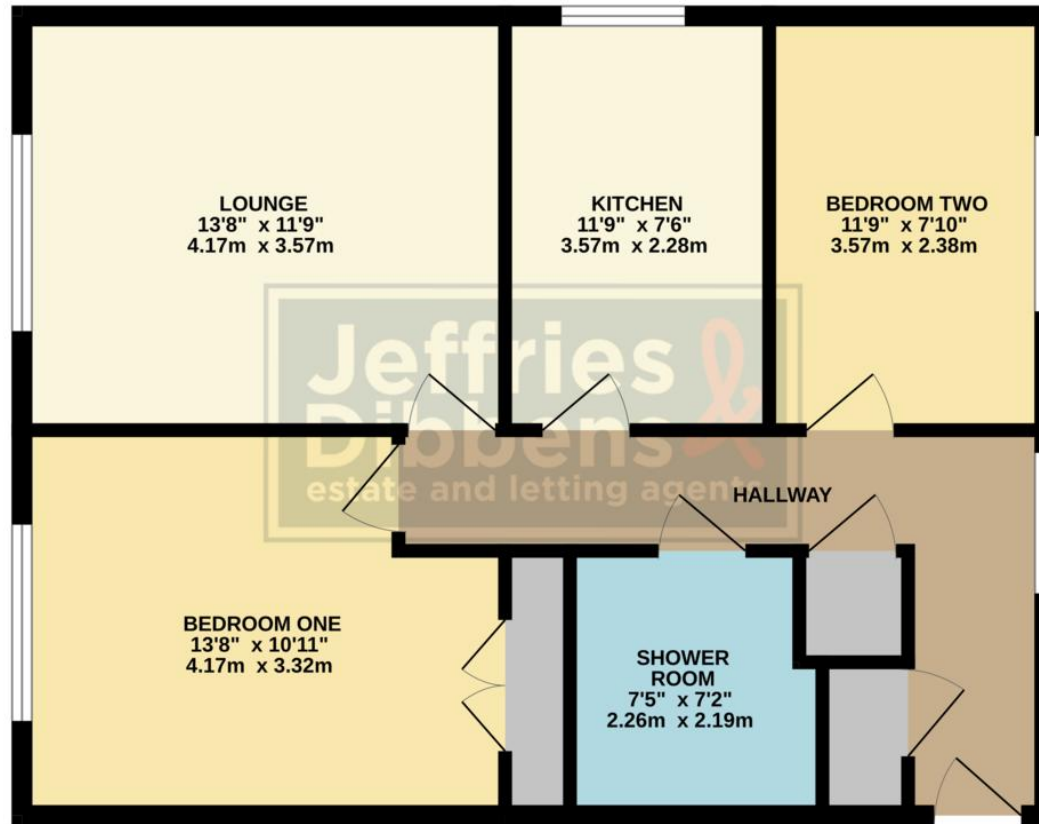 LOUNGE
13'8" x 11'9"
4.17m x 3.57m
KITCHEN
11'9" x 7'6"
3.57m x 2.28m
BEDROOM TWO
11'9" x 7'10"
3.57m x 2.38m
Jeffries &
Dibbens
estate and letting agents
HALLWAY
BEDROOM ONE
13'8" x 10'11"
4.17m x 3.32m
SHOWER
ROOM
7'5" x 7'2"
2.26m x 2.19m